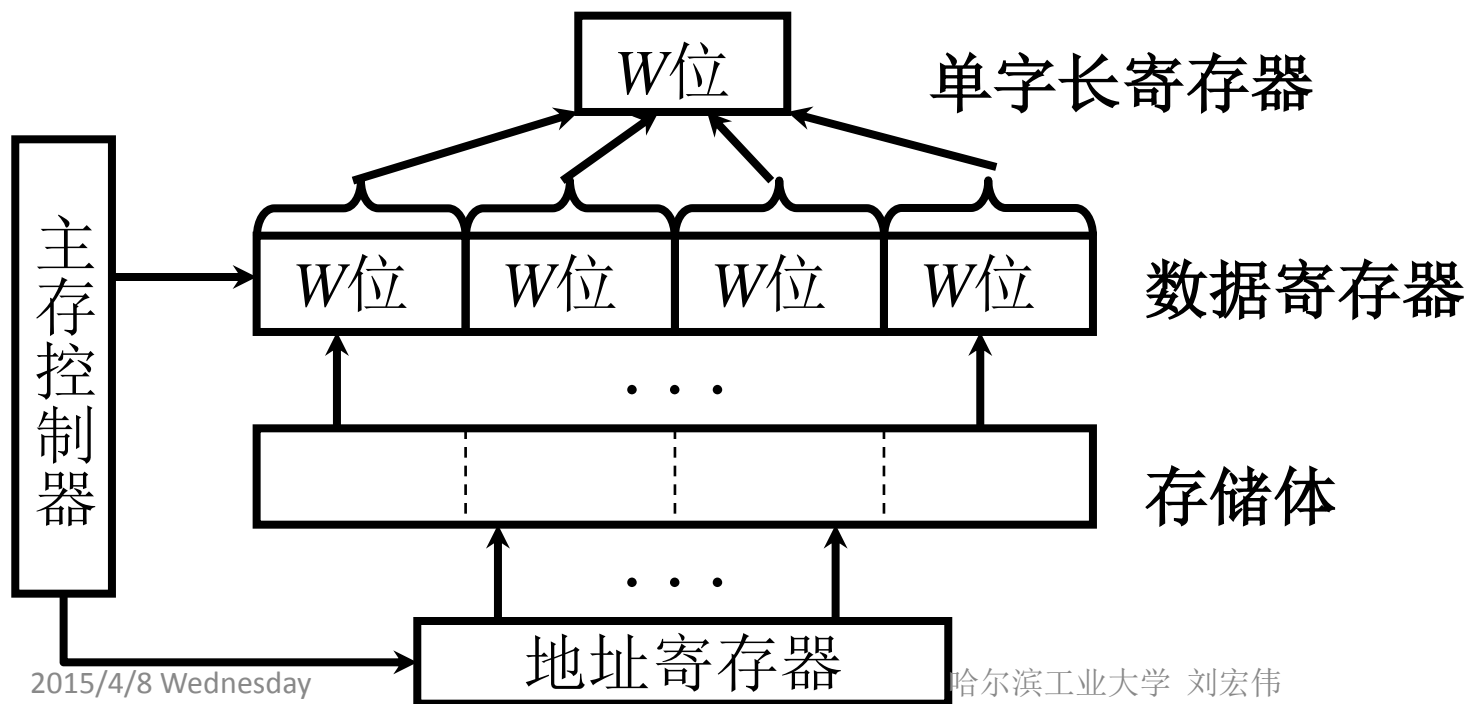 W位
单字长寄存器
主存控制器
W位 W位 W位 W位
数据寄存器
. . .
存储体
. . .
地址寄存器
2015/4/8 Wednesday
哈尔滨工业大学 刘宏伟